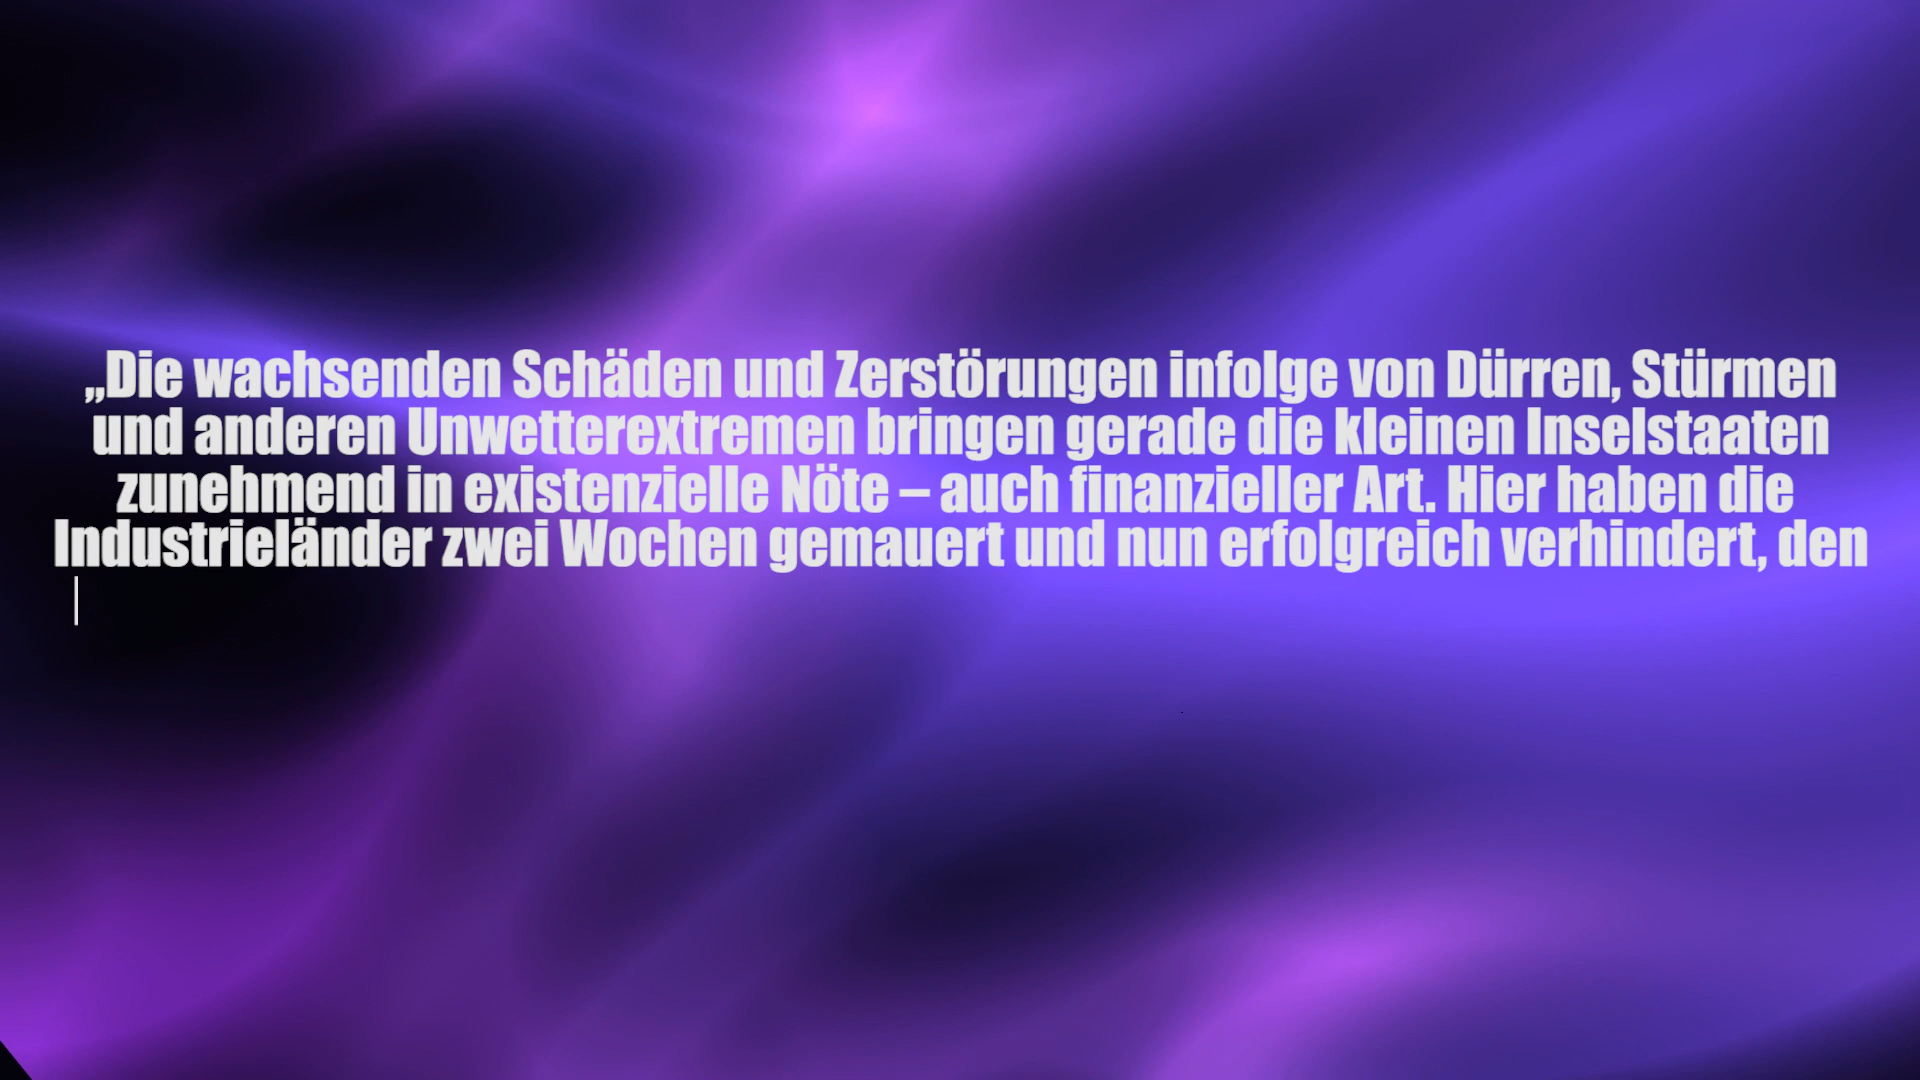 „Die wachsenden Schäden und Zerstörungen infolge von Dürren, Stürmen
und anderen Unwetterextremen bringen gerade die kleinen Inselstaaten
zunehmend in existenzielle Nöte – auch finanzieller Art. Hier haben die
Industrieländer zwei Wochen gemauert und nun erfolgreich verhindert, den